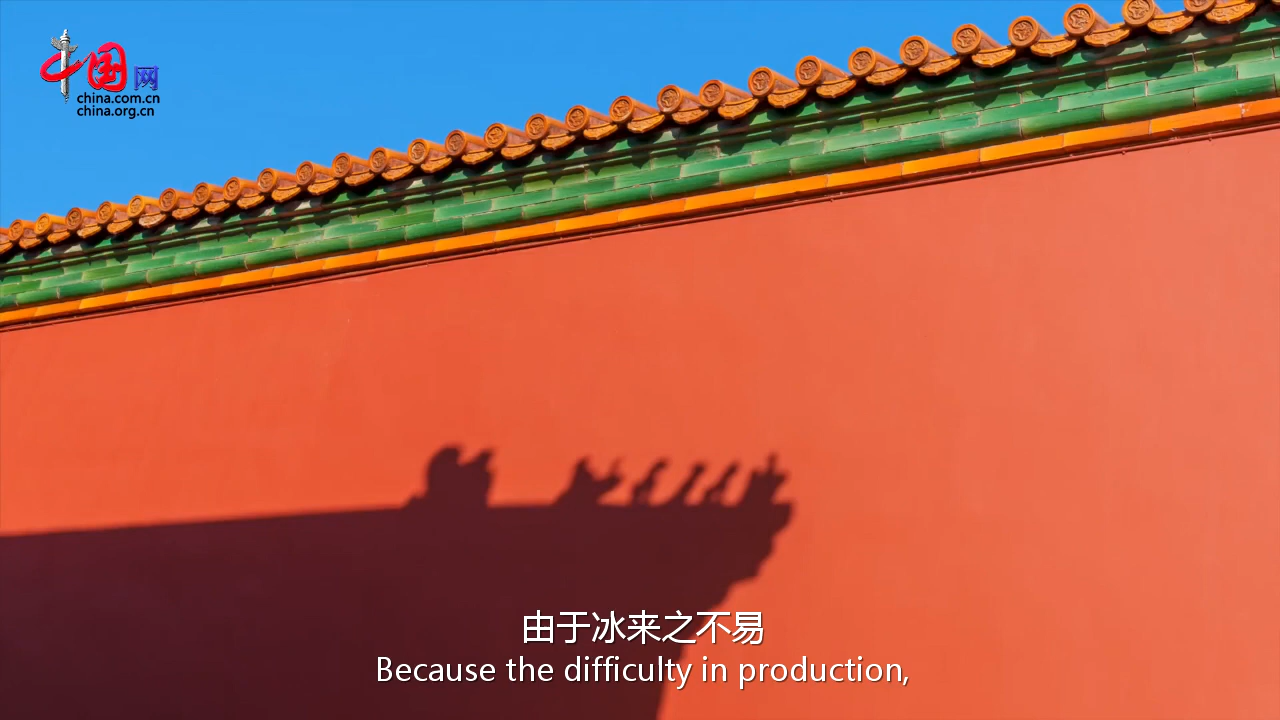 中国网
china.com.cn
china.org.cn
由于冰来之不易
Because the difficulty in production,